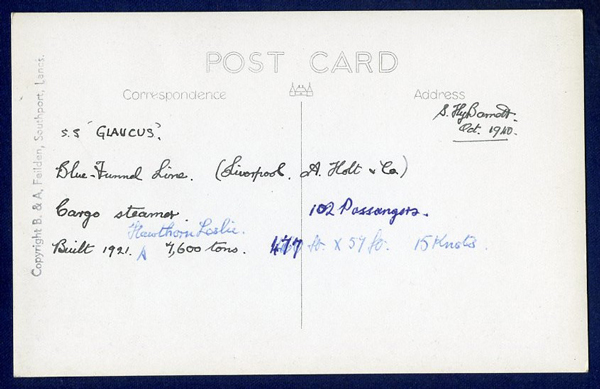 POST CARD
Correspondence
Address
Oct. 1940.
S.S "GLAUCUS".
Blue-Funnel Line. (Liverpool. A. Holt & Co.)
Cargo steamer. 102 Passengers.
Hawthorn Leslie.
Built 1921. 7,600 tons. 477 ft. X 57 ft. 15 Knots.
Copyright B. & A. Feilden, Southport, Lancs.